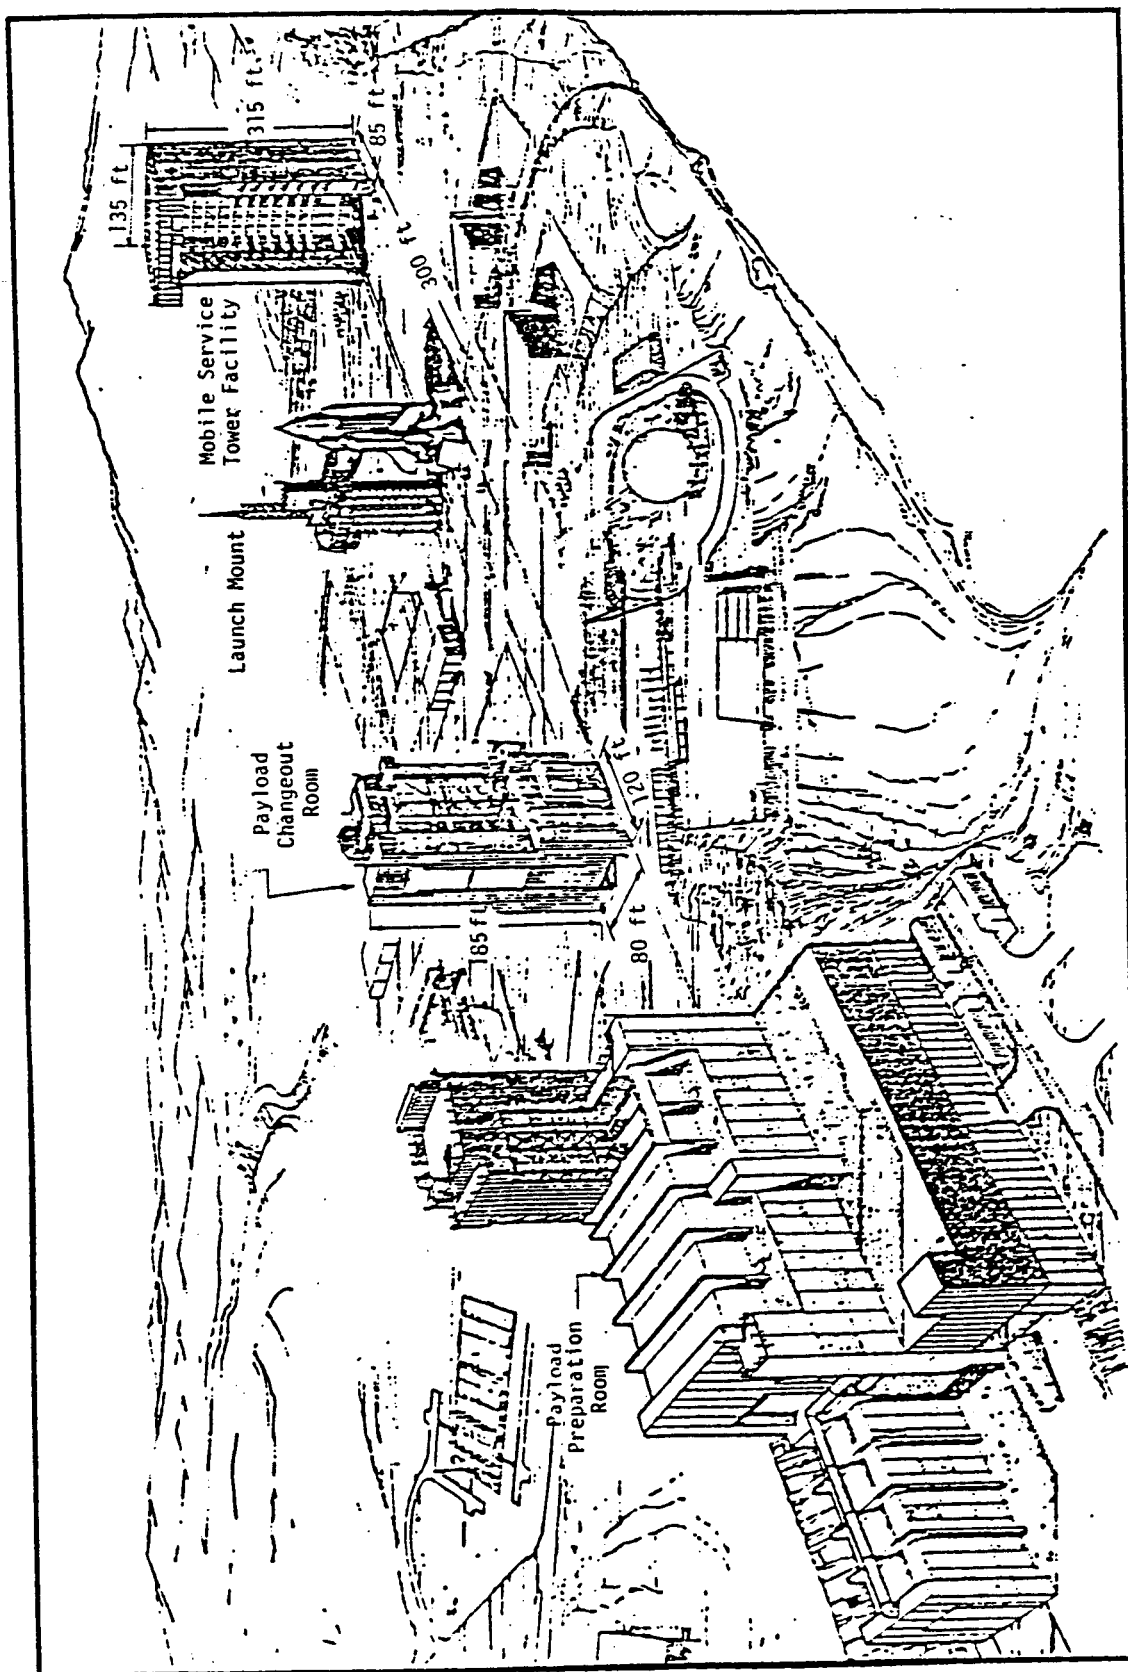 135 ft
315 ft.
Mobile Service
Tower Facility
85 ft
Launch Mount
300 ft
Payload
Changeout
Room
185 ft
120 ft
80 ft
Payload
Preparation
Room